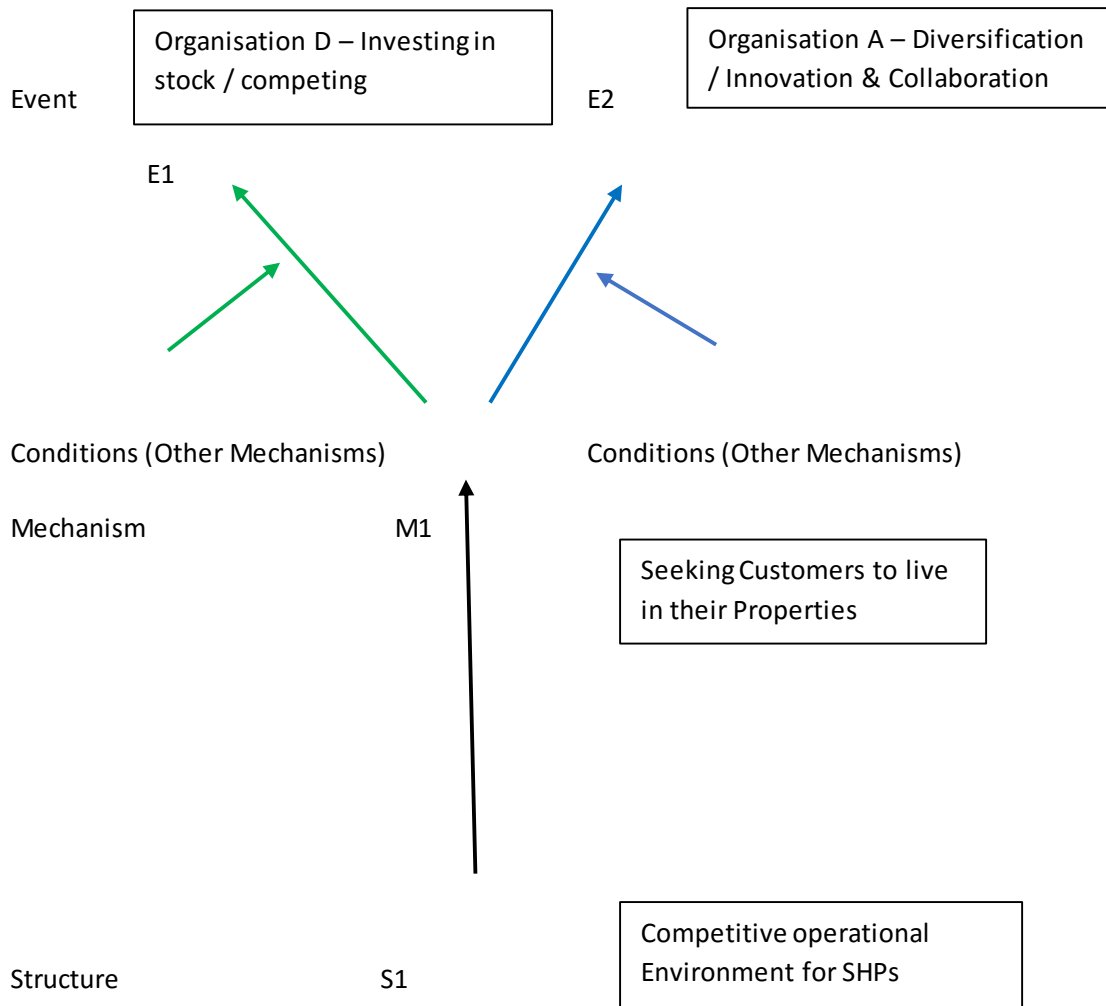 Organisation D – Investing in
stock / competing
Organisation A – Diversification
/ Innovation & Collaboration
Event
E2
E1
Conditions (Other Mechanisms)
Conditions (Other Mechanisms)
Mechanism
M1
Seeking Customers to live
in their Properties
Competitive operational
Environment for SHPs
Structure
S1